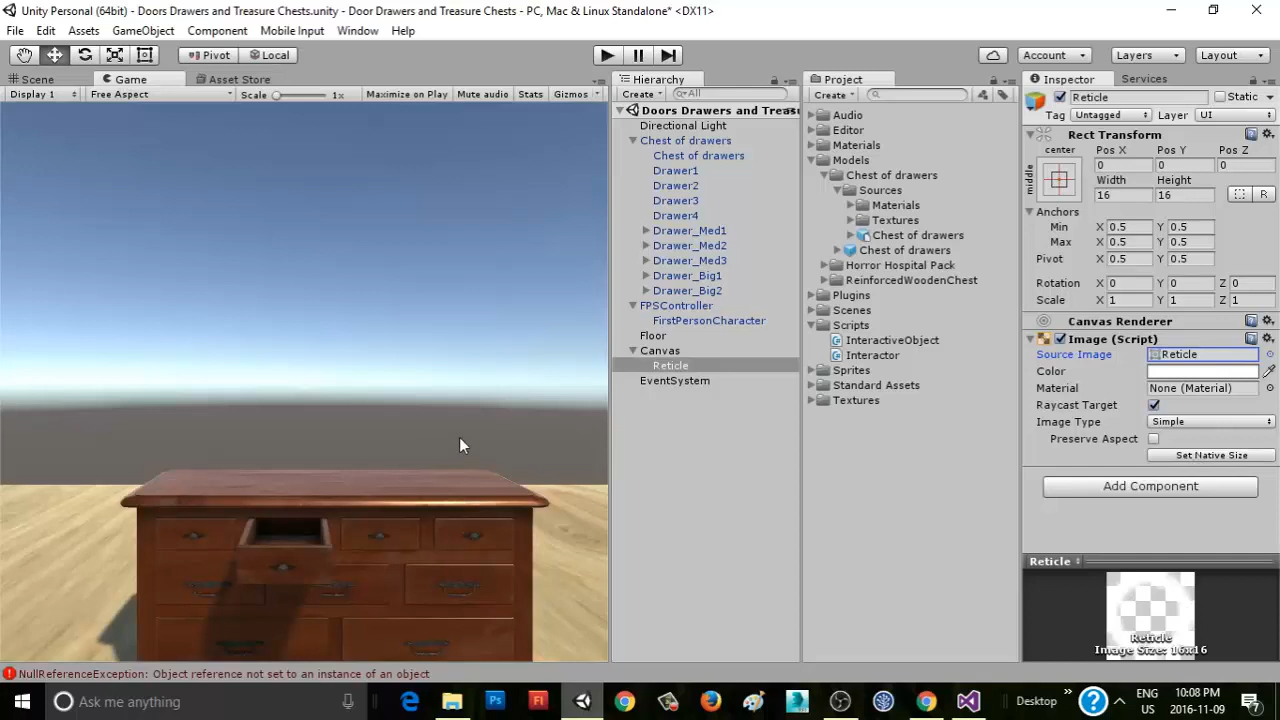 Unity Personal (64bit) - Doors Drawers and Treasure Chests.unity - Door Drawers and Treasure Chests - PC, Mac & Linux Standalone* <DX11>
File Edit Assets GameObject Component Mobile Input Window Help
Pivot Local Account Layers Layout
Scene Game Asset Store Hierarchy Project Inspector Services
Display 1 Free Aspect Scale 1x Maximize on Play Mute audio Stats Gizmos
Create All
Doors Drawers and Treasu
Directional Light
Chest of drawers
Chest of drawers
Drawer1
Drawer2
Drawer3
Drawer4
Drawer_Med1
Drawer_Med2
Drawer_Med3
Drawer_Big1
Drawer_Big2
FPSController
FirstPersonCharacter
Floor
Canvas
Reticle
EventSystem
Create
Audio
Editor
Materials
Models
Chest of drawers
Sources
Materials
Textures
Chest of drawers
Chest of drawers
Horror Hospital Pack
ReinforcedWoodenChest
Plugins
Scenes
Scripts
InteractiveObject
Interactor
Sprites
Standard Assets
Textures
Reticle Static
Tag Untagged Layer UI
Rect Transform
center Pos X Pos Y Pos Z
middle 0 0 0
Width Height
16 16 R
Anchors
Min X 0.5 Y 0.5
Max X 0.5 Y 0.5
Pivot X 0.5 Y 0.5
Rotation X 0 Y 0 Z 0
Scale X 1 Y 1 Z 1
Canvas Renderer
Image (Script)
Source Image Reticle
Color
Material None (Material)
Raycast Target
Image Type Simple
Preserve Aspect
Set Native Size
Add Component
Reticle
Reticle
Image Size: 16x16
NullReferenceException: Object reference not set to an instance of an object
Ask me anything Desktop ENG US 10:08 PM 2016-11-09